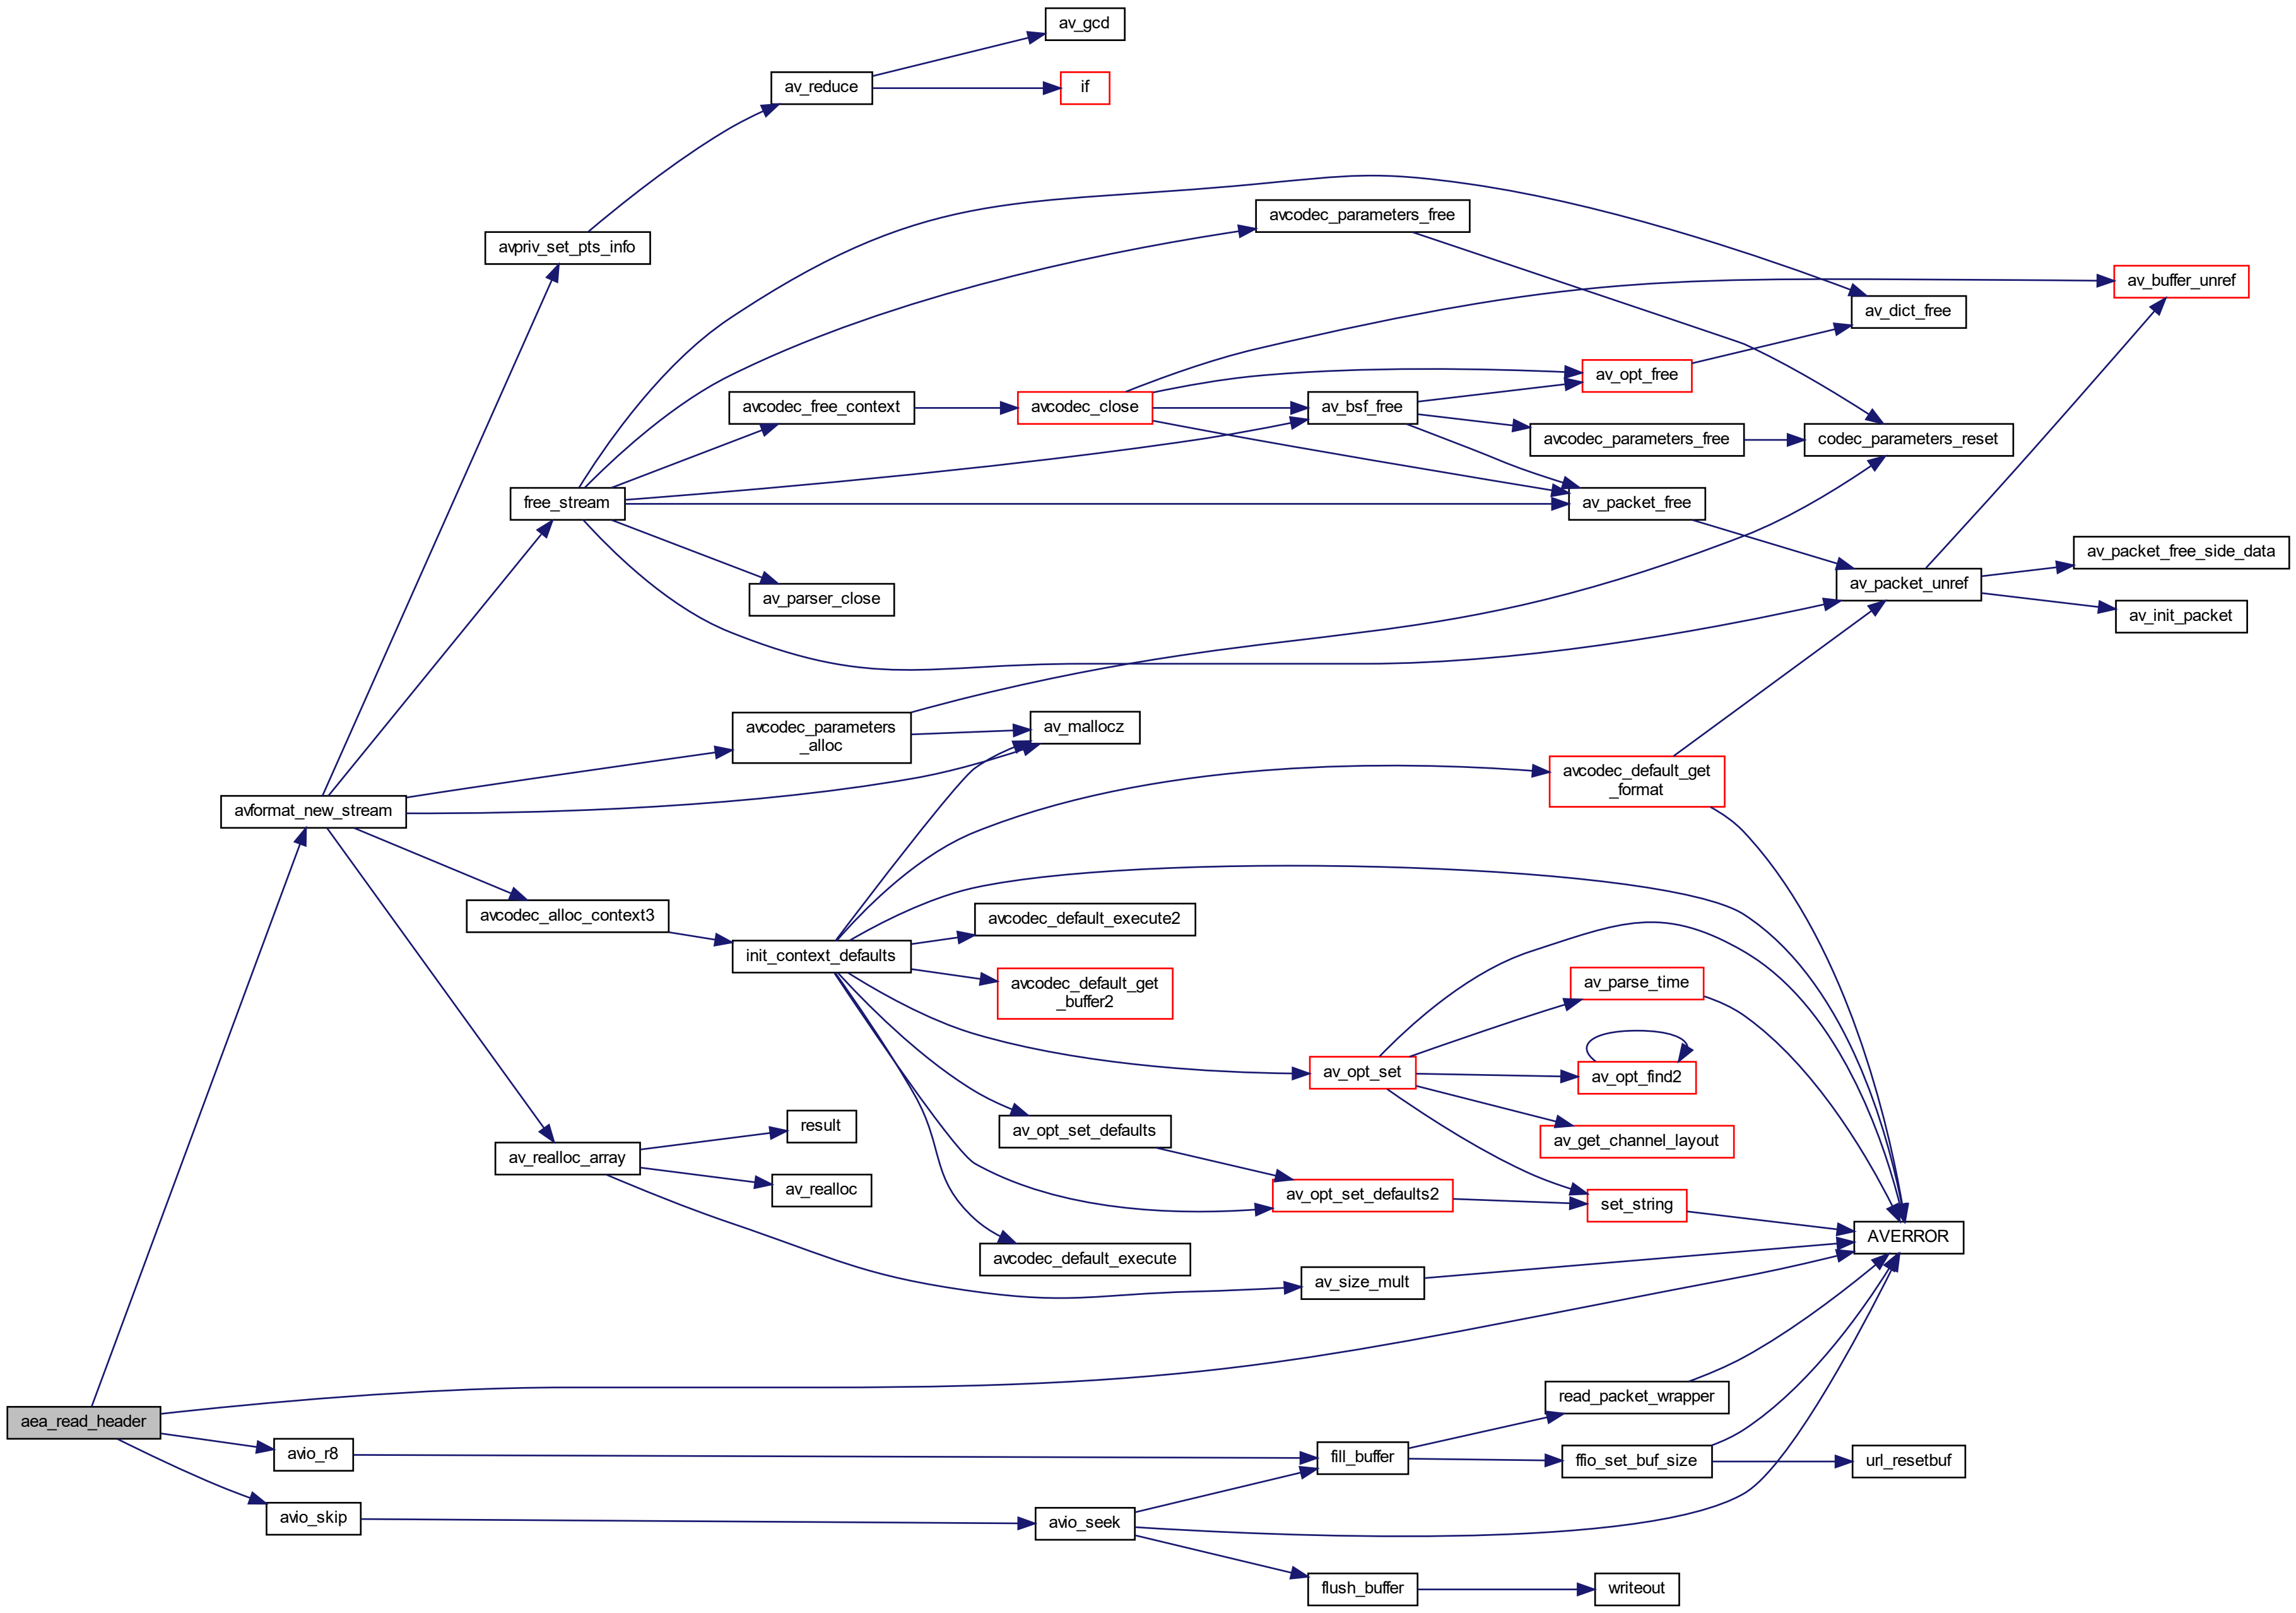 av_gcd
av_reduce
if
avcodec_parameters_free
avpriv_set_pts_info
av_buffer_unref
av_dict_free
av_opt_free
avcodec_free_context
avcodec_close
av_bsf_free
avcodec_parameters_free
codec_parameters_reset
free_stream
av_packet_free
av_packet_free_side_data
av_parser_close
av_packet_unref
av_init_packet
avcodec_parameters
_alloc
av_mallocz
avcodec_default_get
_format
avformat_new_stream
avcodec_alloc_context3
avcodec_default_execute2
init_context_defaults
avcodec_default_get
_buffer2
av_parse_time
av_opt_set
av_opt_find2
result
av_opt_set_defaults
av_get_channel_layout
av_realloc_array
av_realloc
av_opt_set_defaults2
set_string
AVERROR
avcodec_default_execute
av_size_mult
read_packet_wrapper
aea_read_header
avio_r8
fill_buffer
ffio_set_buf_size
url_resetbuf
avio_skip
avio_seek
flush_buffer
writeout